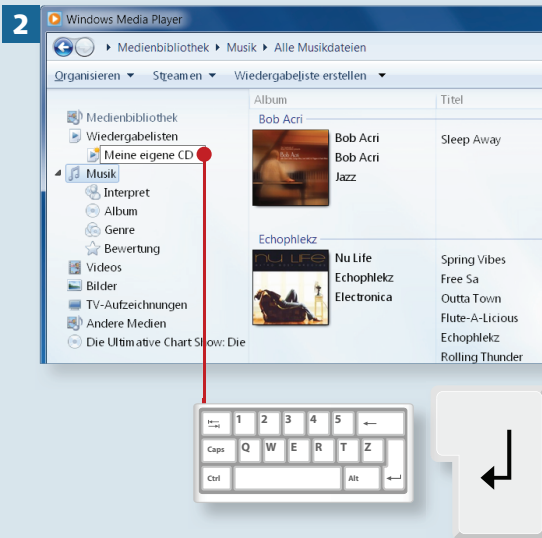 2
Windows Media Player
Medienbibliothek Musik Alle Musikdateien
Organisieren Streamen Wiedergabeliste erstellen
Album Titel
Medienbibliothek
Wiedergabelisten
Meine eigene CD
Musik
Interpret
Album
Genre
Bewertung
Videos
Bilder
TV-Aufzeichnungen
Andere Medien
Die Ultimative Chart Show: Die
Bob Acri
Bob Acri Sleep Away
Bob Acri
Jazz
Echophlekz
NU LIFE
Nu Life Spring Vibes
Echophlekz Free Sa
Electronica Outta Town
Flute-A-Licious
Echophlekz
Rolling Thunder
1 2 3 4 5
Caps Q W E R T Z
Ctrl Alt